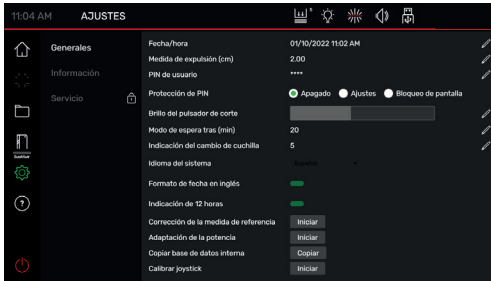 11:04 AM AJUSTES
Generales
Información
Servicio
Sustituir
Fecha/hora 01/10/2022 11:02 AM
Medida de expulsión (cm) 2.00
PIN de usuario ****
Protección de PIN Apagado Ajustes Bloqueo de pantalla
Brillo del pulsador de corte
Modo de espera tras (min) 20
Indicación del cambio de cuchilla 5
Idioma del sistema Español
Formato de fecha en inglés
Indicación de 12 horas
Corrección de la medida de referencia Iniciar
Adaptación de la potencia Iniciar
Copiar base de datos interna Copiar
Calibrar joystick Iniciar